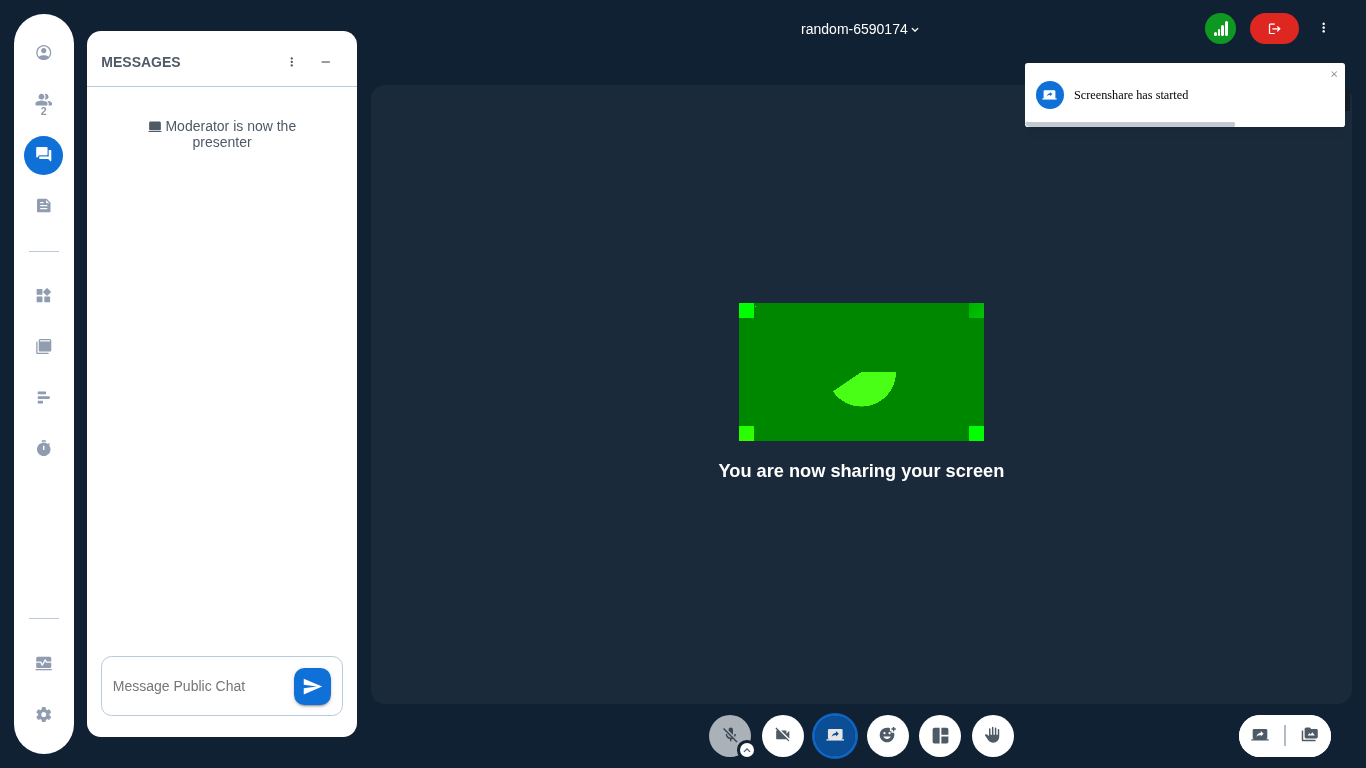 random-6590174
MESSAGES
Screenshare has started
2
Moderator is now the
presenter
You are now sharing your screen
Message Public Chat